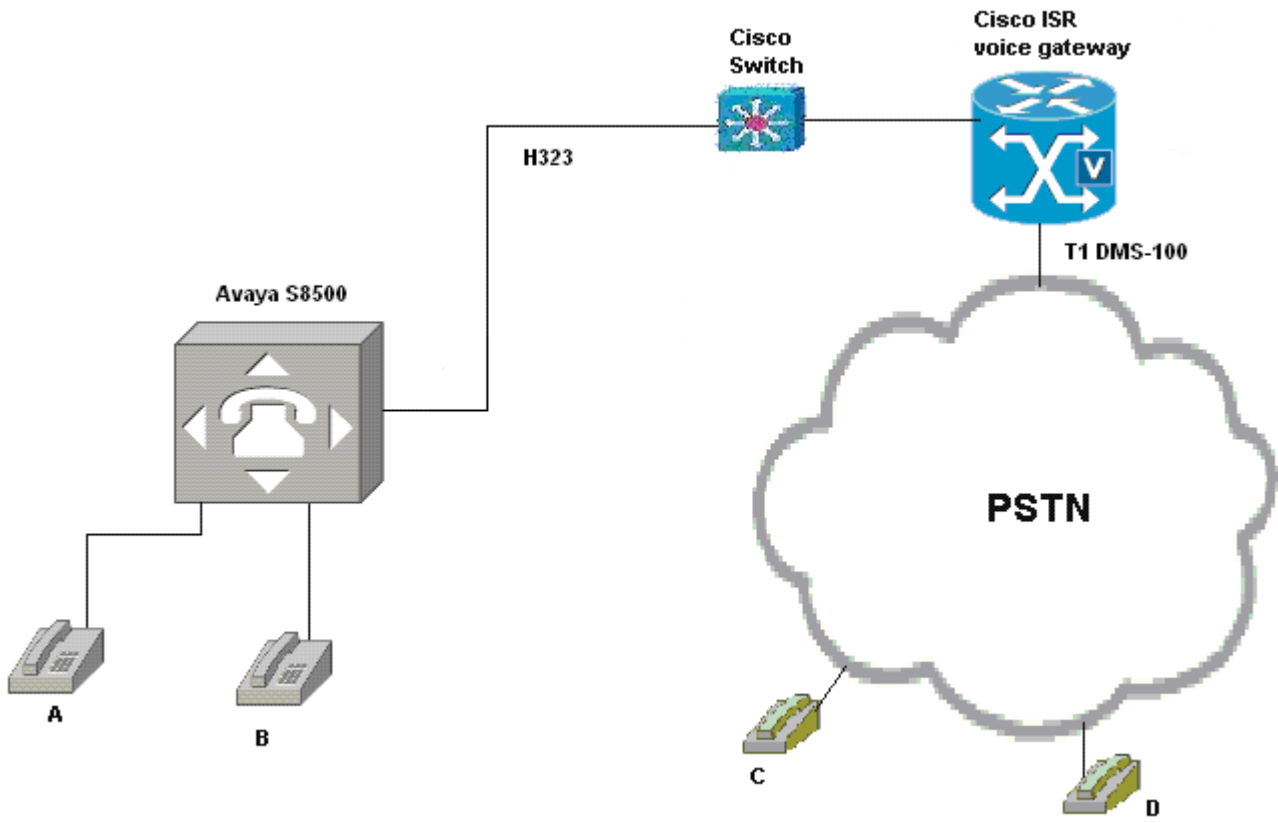 Cisco ISR
voice gateway
Cisco
Switch
H323
V
T1 DMS-100
Avaya S8500
PSTN
A
B
C
D